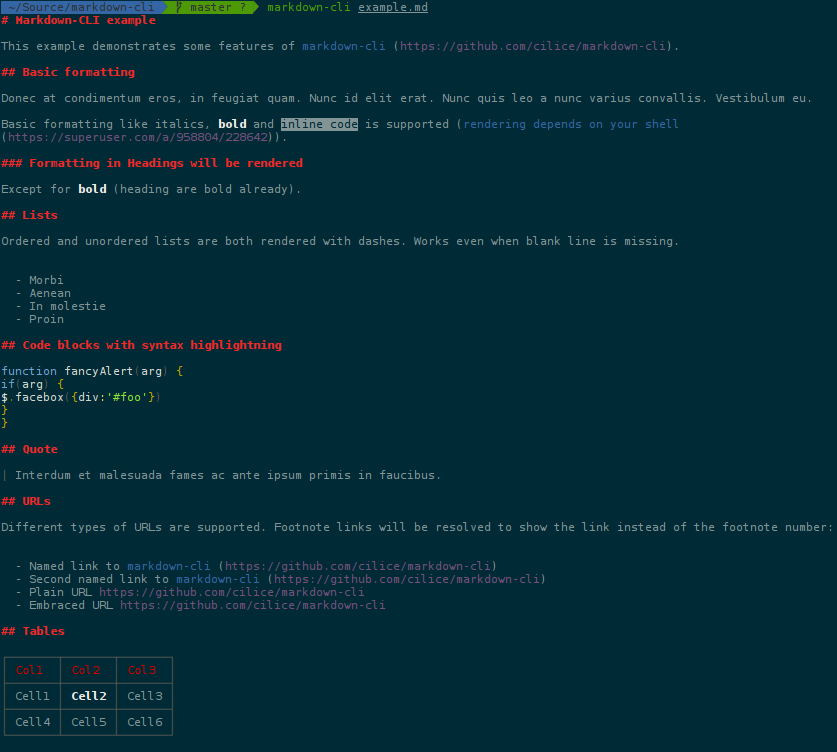 ~/Source/markdown-cli master ? markdown-cli example.md
# Markdown-CLI example
This example demonstrates some features of markdown-cli (https://github.com/cilice/markdown-cli).
## Basic formatting
Donec at condimentum eros, in feugiat quam. Nunc id elit erat. Nunc quis leo a nunc varius convallis. Vestibulum eu.
Basic formatting like italics, bold and inline code is supported (rendering depends on your shell
(https://superuser.com/a/958804/228642)).
### Formatting in Headings will be rendered
Except for bold (heading are bold already).
## Lists
Ordered and unordered lists are both rendered with dashes. Works even when blank line is missing.
- Morbi
- Aenean
- In molestie
- Proin
## Code blocks with syntax highlightning
function fancyAlert(arg) {
if(arg) {
$.facebox({div:'#foo'})
}
}
## Quote
| Interdum et malesuada fames ac ante ipsum primis in faucibus.
## URLs
Different types of URLs are supported. Footnote links will be resolved to show the link instead of the footnote number:
- Named link to markdown-cli (https://github.com/cilice/markdown-cli)
- Second named link to markdown-cli (https://github.com/cilice/markdown-cli)
- Plain URL https://github.com/cilice/markdown-cli
- Embraced URL https://github.com/cilice/markdown-cli
## Tables
Col1 Col2 Col3
Cell1 Cell2 Cell3
Cell4 Cell5 Cell6